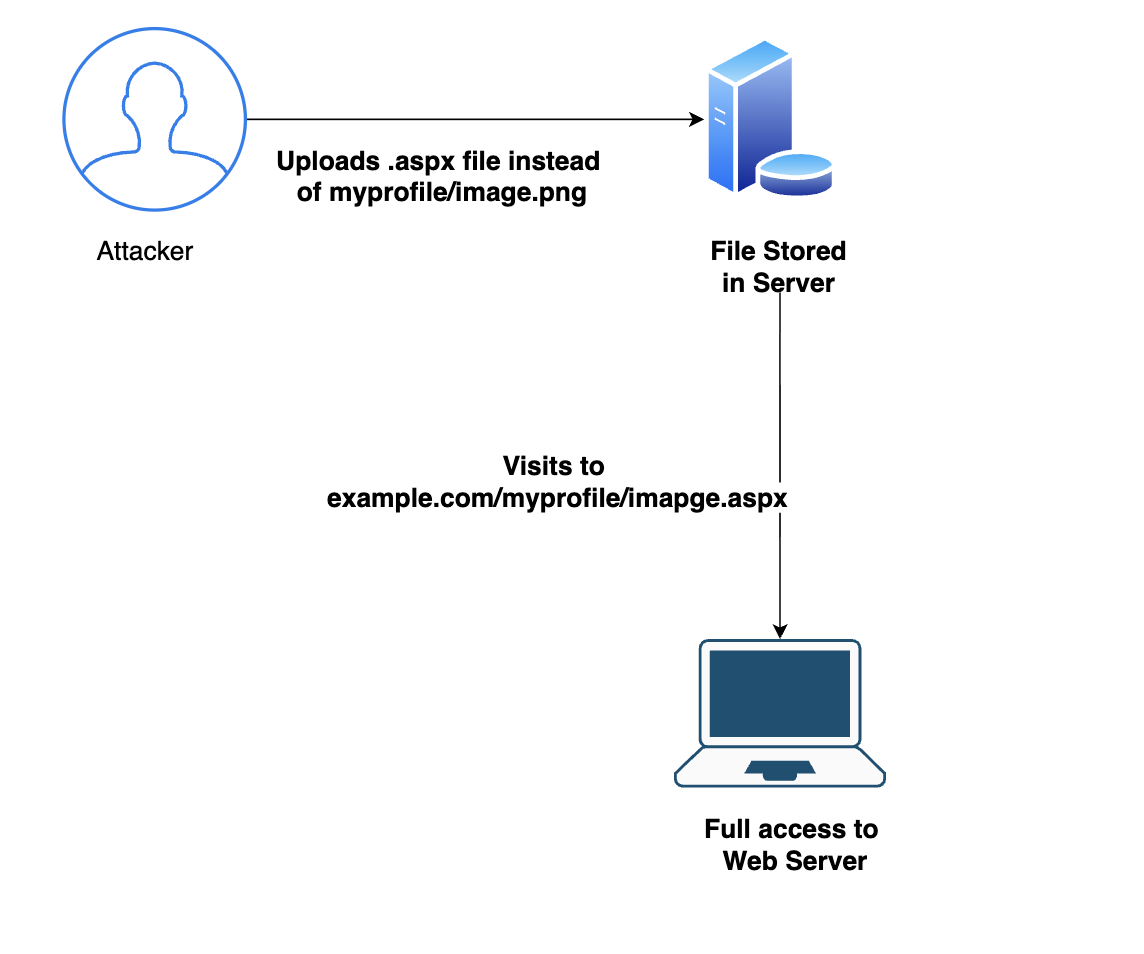 Uploads .aspx file instead
of myprofile/image.png
Attacker
File Stored
in Server
Visits to
example.com/myprofile/imapge.aspx
Full access to
Web Server